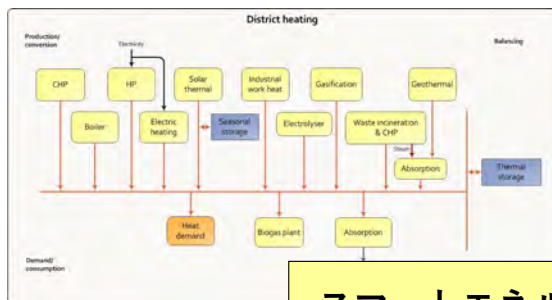 District heating
Production/
conversion
Balancing
Electricity
CHP
HP
Solar
thermal
Industrial
work heat
Gasification
Geothermal
Boiler
Electric
heating
Seasonal
storage
Electrolyser
Waste incineration
& CHP
Steam
Absorption
Thermal
storage
Heat
demand
Biogas plant
Absorption
Demand/
consumption